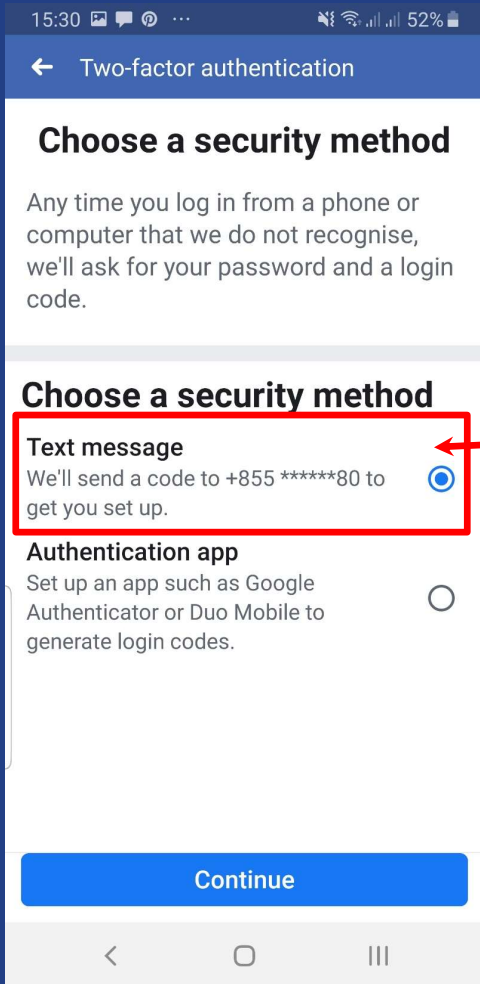 15:30 52%
Two-factor authentication
Choose a security method
Any time you log in from a phone or
computer that we do not recognise,
we'll ask for your password and a login
code.
Choose a security method
Text message
We'll send a code to +855 ******80 to
get you set up.
Authentication app
Set up an app such as Google
Authenticator or Duo Mobile to
generate login codes.
Continue